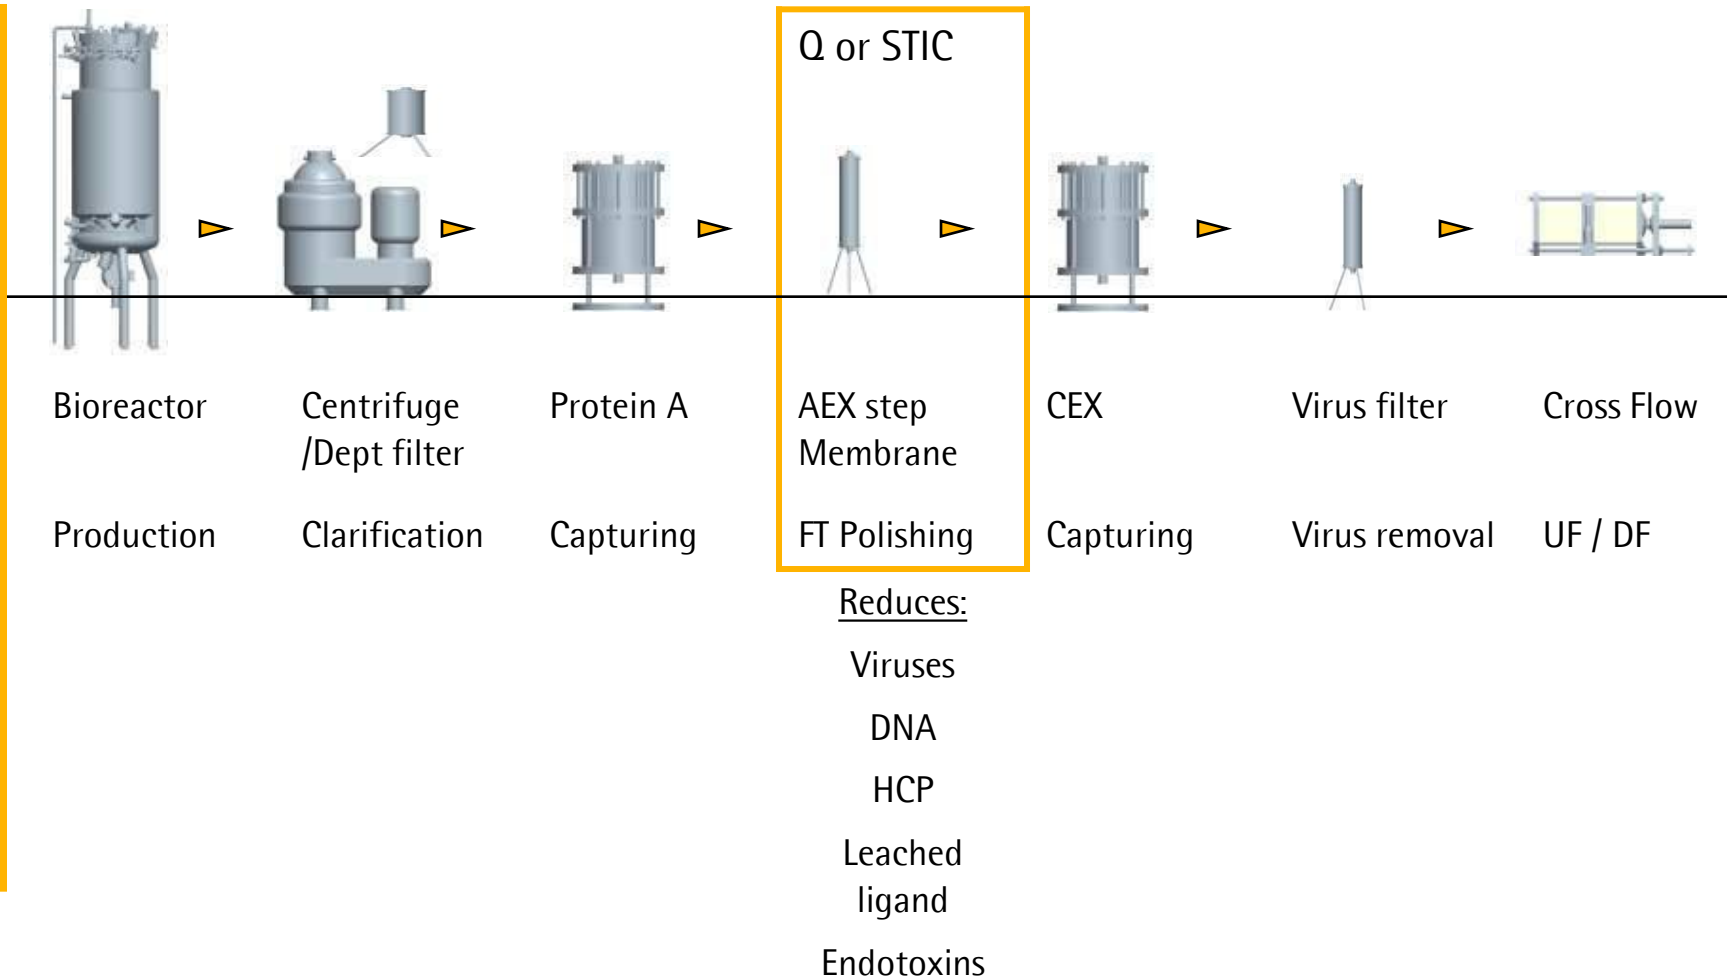 Q or STIC
Bioreactor
Centrifuge
/Dept filter
Protein A
AEX step
Membrane
CEX
Virus filter
Cross Flow
Production
Clarification
Capturing
FT Polishing
Capturing
Virus removal
UF / DF
Reduces:
Viruses
DNA
HCP
Leached
ligand
Endotoxins